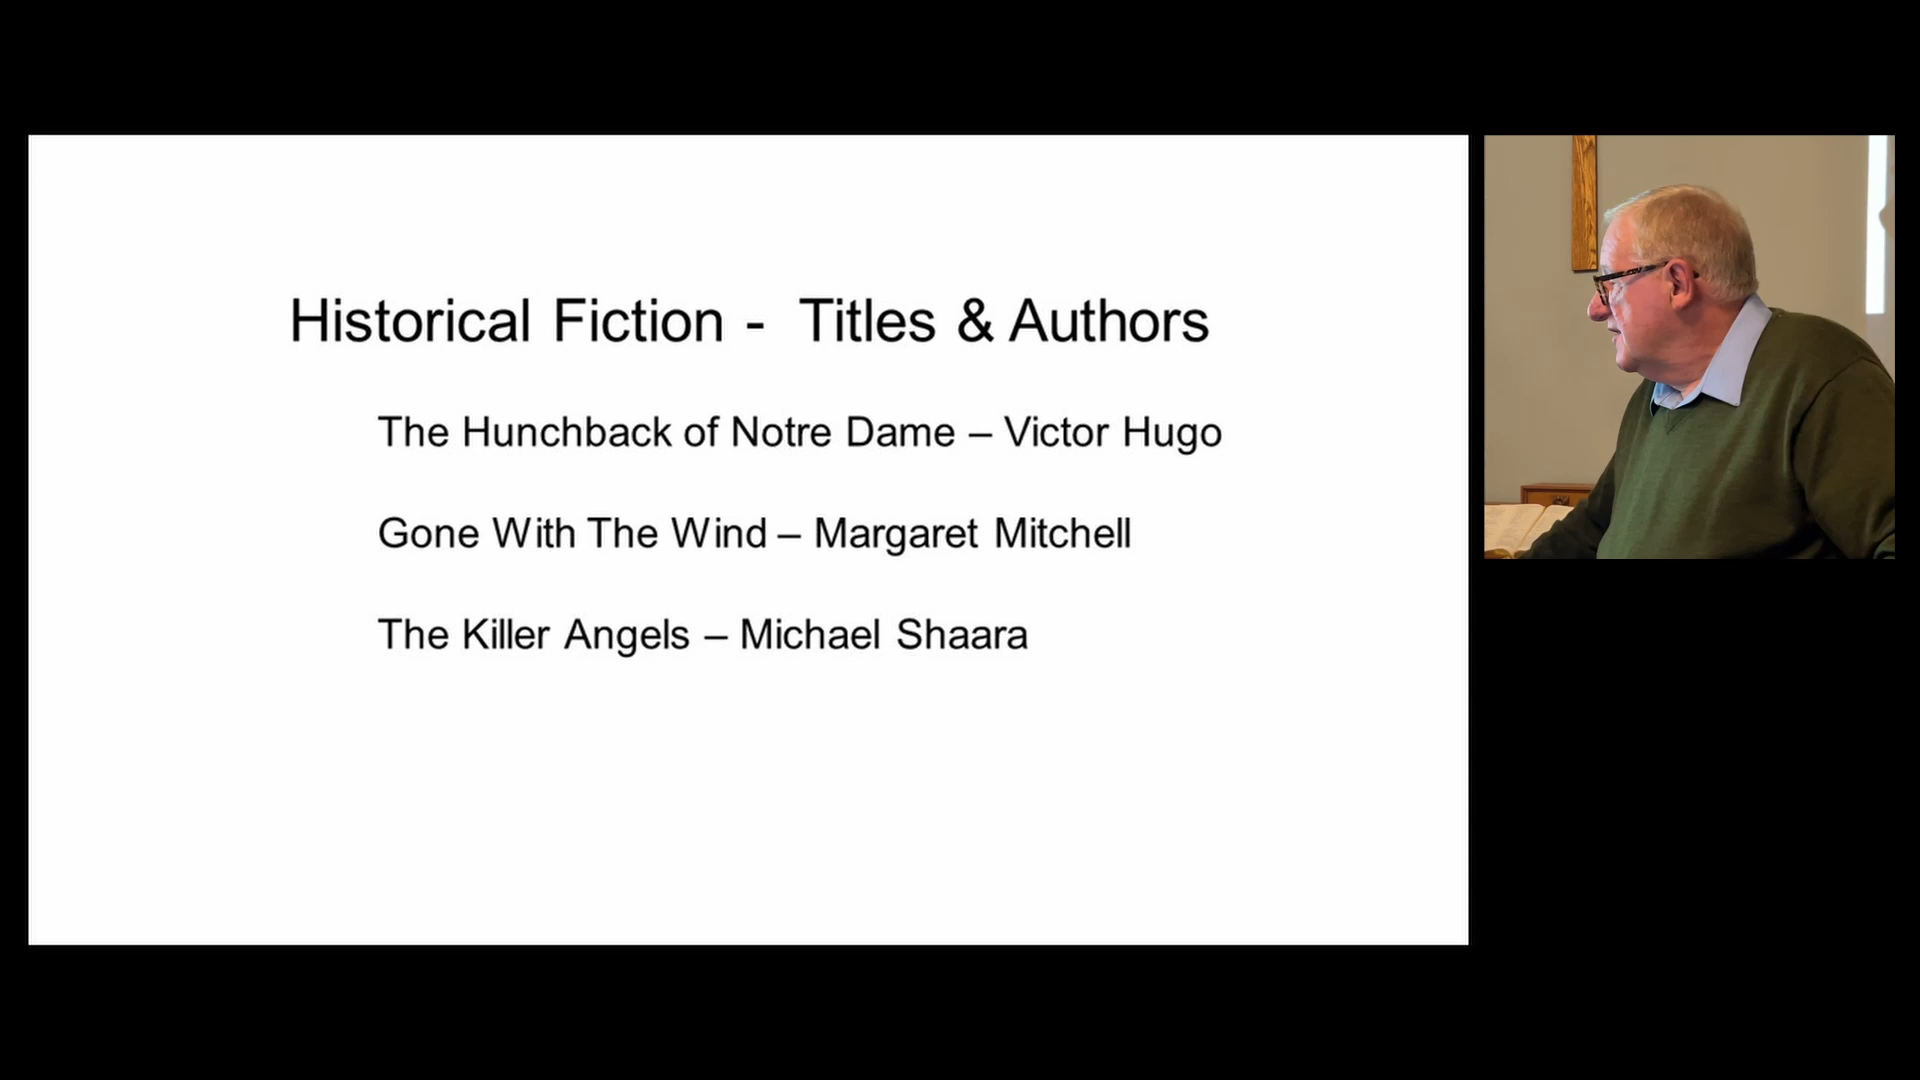 Historical Fiction - Titles & Authors
The Hunchback of Notre Dame – Victor Hugo
Gone With The Wind – Margaret Mitchell
The Killer Angels – Michael Shaara